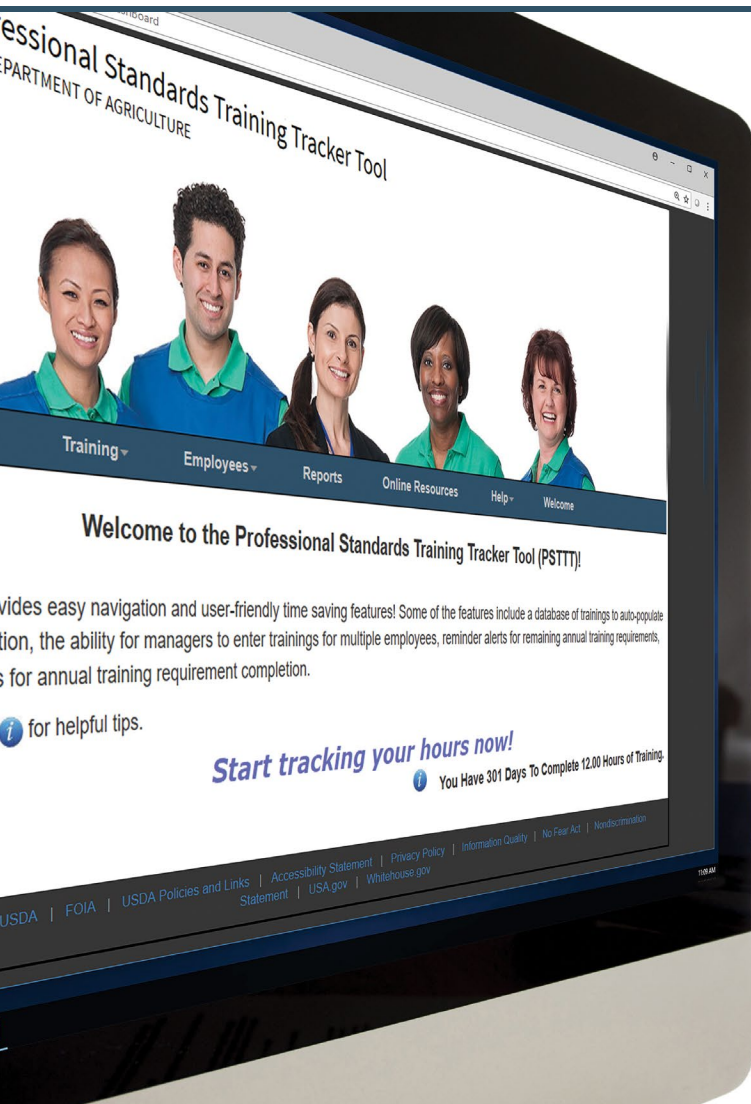 hboard
essional Standards Training Tracker Tool
EPARTMENT OF AGRICULTURE
Training
Employees
Reports
Online Resources
Help
Welcome
Welcome to the Professional Standards Training Tracker Tool (PSTTT)!
vides easy navigation and user-friendly time saving features! Some of the features include a database of trainings to auto-populate
tion, the ability for managers to enter trainings for multiple employees, reminder alerts for remaining annual training requirements,
s for annual training requirement completion.
i for helpful tips.
Start tracking your hours now!
i You Have 301 Days To Complete 12.00 Hours of Training.
USDA | FOIA | USDA Policies and Links | Accessibility Statement | Privacy Policy | Information Quality | No Fear Act | Nondiscrimination
Statement | USA.gov | Whitehouse.gov
11:09 AM